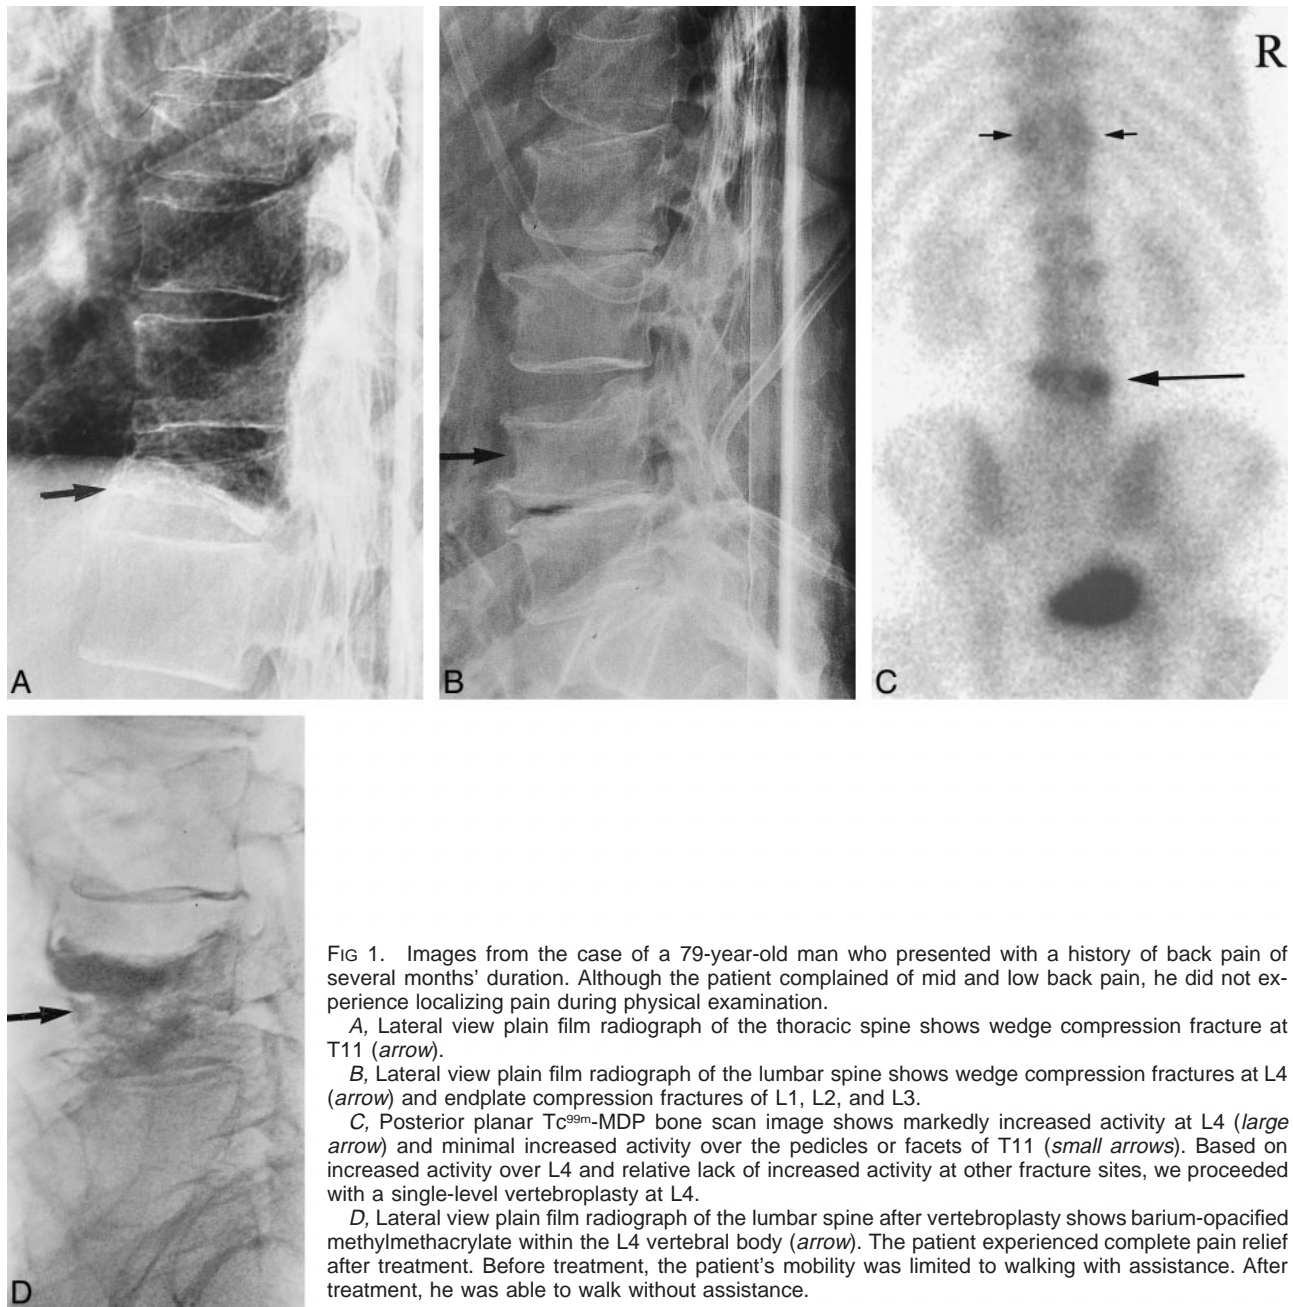 R
A
B
C
D
FIG 1. Images from the case of a 79-year-old man who presented with a history of back pain of
several months' duration. Although the patient complained of mid and low back pain, he did not ex-
perience localizing pain during physical examination.
A, Lateral view plain film radiograph of the thoracic spine shows wedge compression fracture at
T11 (arrow).
B, Lateral view plain film radiograph of the lumbar spine shows wedge compression fractures at L4
(arrow) and endplate compression fractures of L1, L2, and L3.
C, Posterior planar Tc99m-MDP bone scan image shows markedly increased activity at L4 (large
arrow) and minimal increased activity over the pedicles or facets of T11 (small arrows). Based on
increased activity over L4 and relative lack of increased activity at other fracture sites, we proceeded
with a single-level vertebroplasty at L4.
D, Lateral view plain film radiograph of the lumbar spine after vertebroplasty shows barium-opacified
methylmethacrylate within the L4 vertebral body (arrow). The patient experienced complete pain relief
after treatment. Before treatment, the patient's mobility was limited to walking with assistance. After
treatment, he was able to walk without assistance.